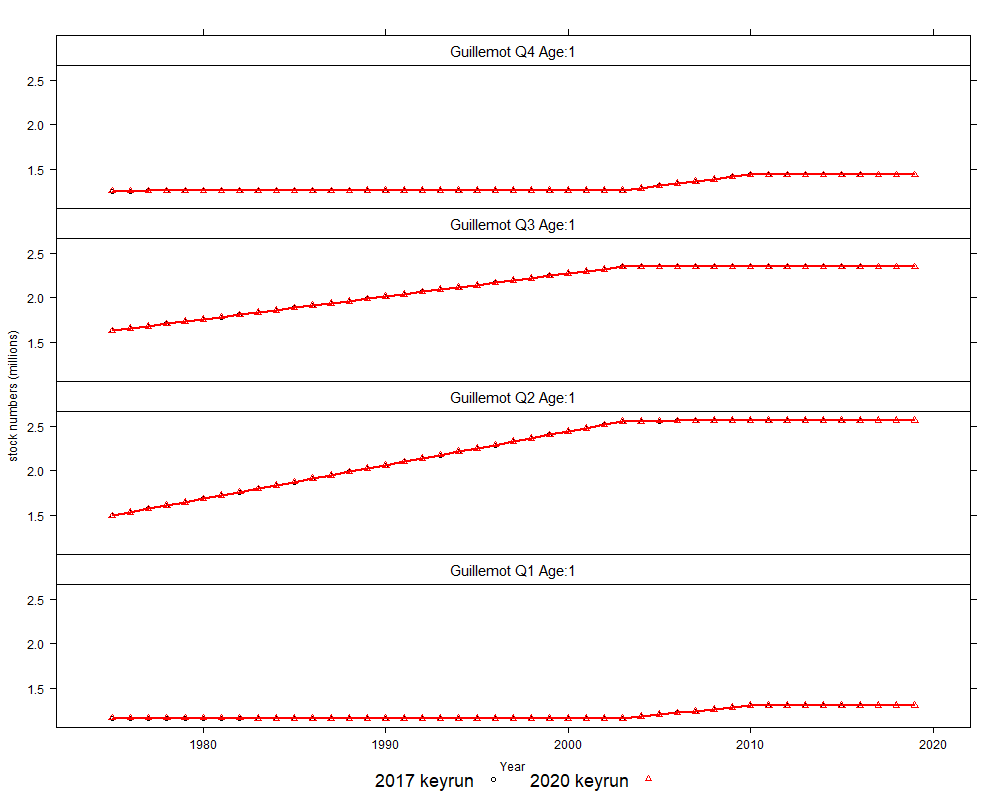 Guillemot Q4 Age:1
2.5
2.0
1.5
Guillemot Q3 Age:1
2.5
2.0
1.5
stock numbers (millions)
Guillemot Q2 Age:1
2.5
2.0
1.5
Guillemot Q1 Age:1
2.5
2.0
1.5
1980 1990 2000 2010 2020
Year
2017 keyrun 2020 keyrun